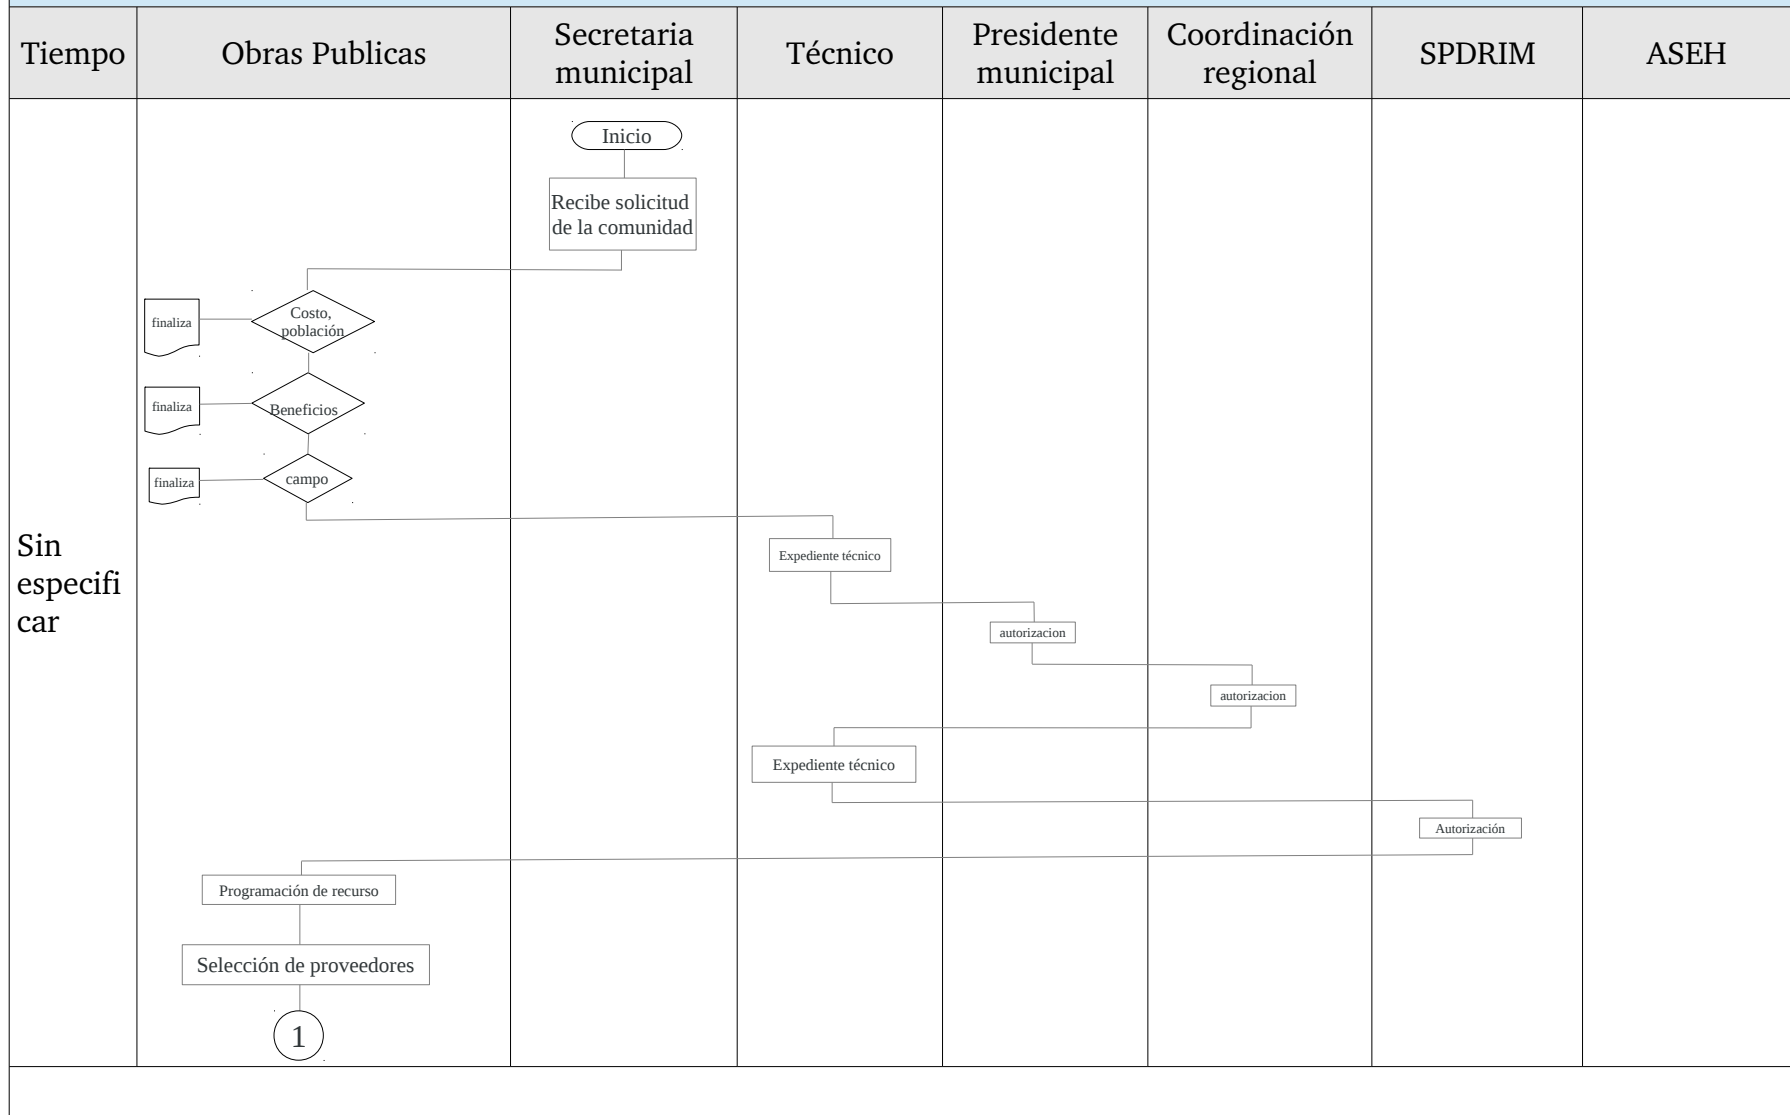 Tiempo
Obras Publicas
Secretaria
municipal
Técnico
Presidente
municipal
Coordinación
regional
SPDRIM
ASEH
Inicio
Recibe solicitud
de la comunidad
Costo,
población
finaliza
Beneficios
finaliza
campo
finaliza
Sin
especifi
car
Expediente técnico
autorizacion
autorizacion
Expediente técnico
Autorización
Programación de recurso
Selección de proveedores
1